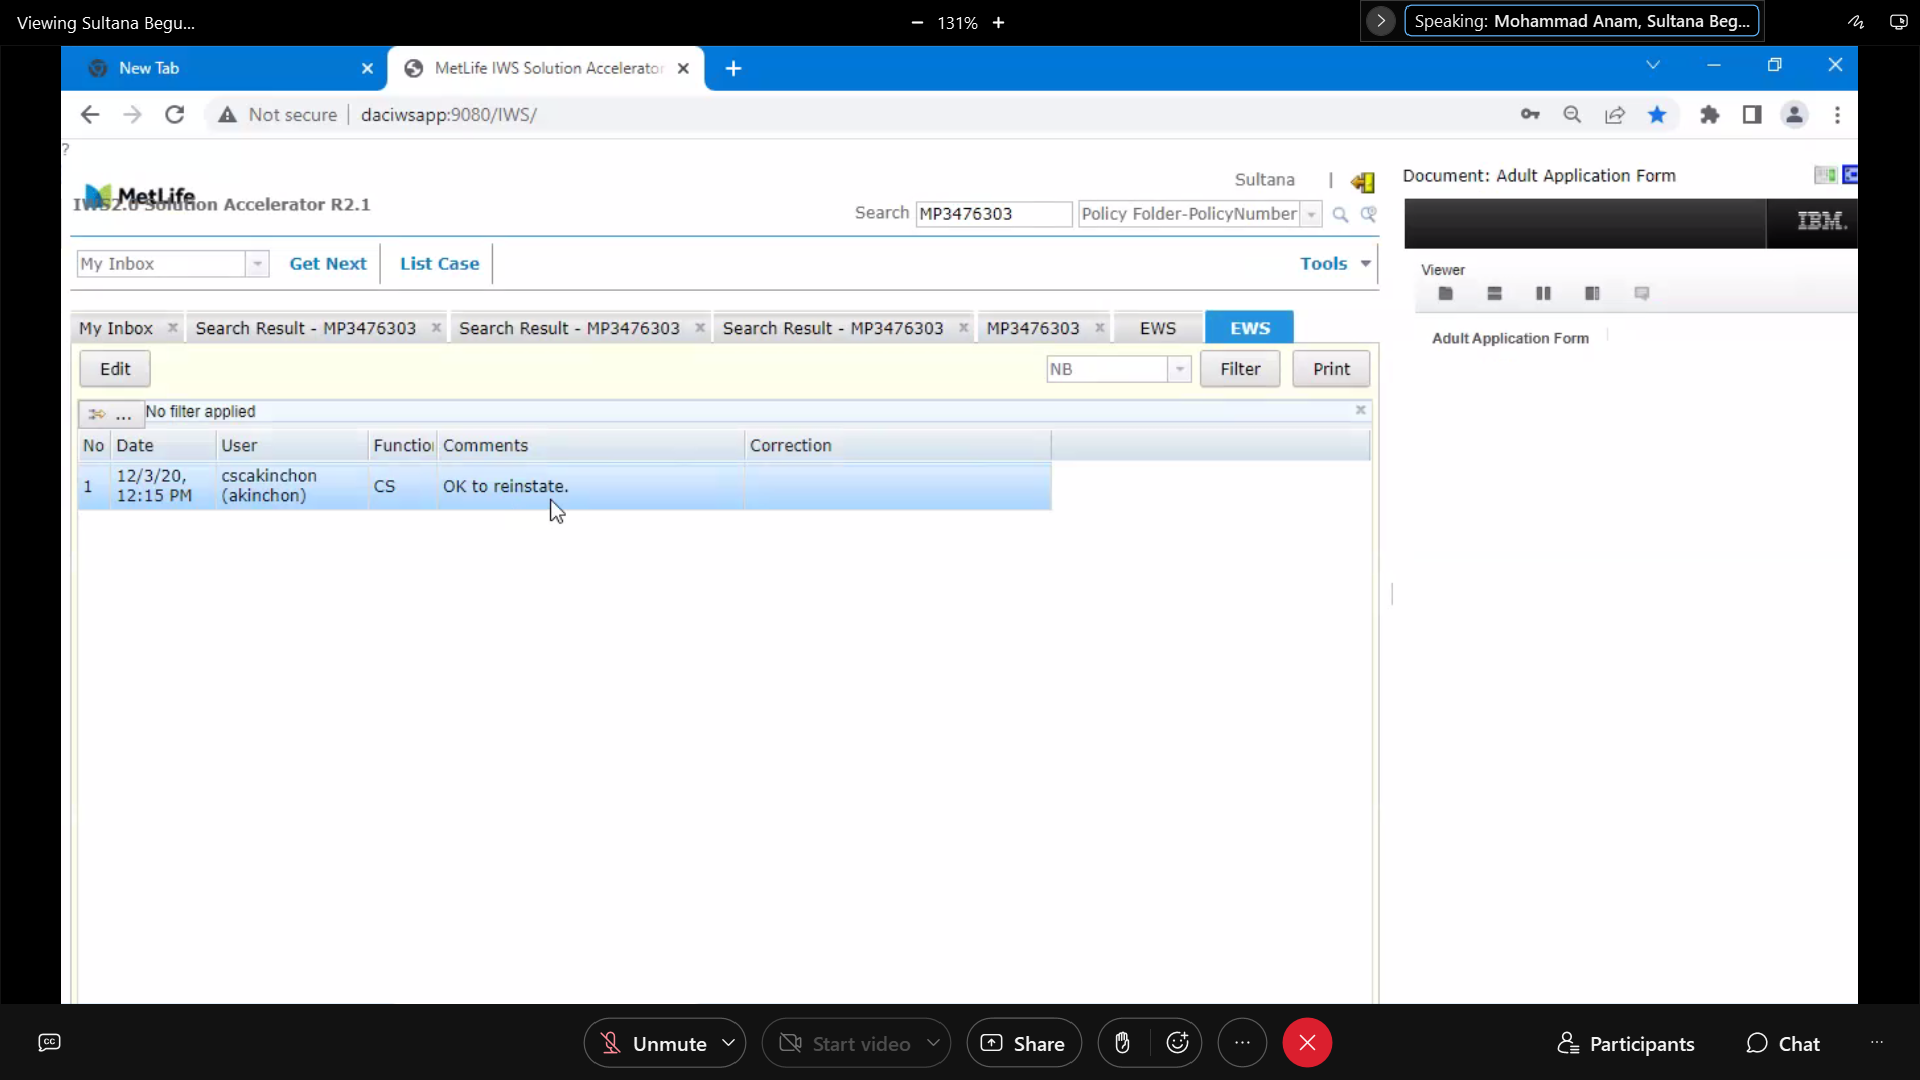 Viewing Sultana Begu...
131%
Speaking: Mohammad Anam, Sultana Beg...
New Tab
MetLife IWS Solution Accelerator
Not secure
daciwsapp:9080/IWS/
?
MetLife
IWS2.0 Solution Accelerator R2.1
Sultana
Search
MP3476303
Policy Folder-PolicyNumber
My Inbox
Get Next
List Case
Tools
My Inbox
Search Result - MP3476303
Search Result - MP3476303
Search Result - MP3476303
MP3476303
EWS
EWS
Edit
NB
Filter
Print
...
No filter applied
No
Date
User
Functio
Comments
Correction
1
12/3/20,
12:15 PM
cscakinchon
(akinchon)
CS
OK to reinstate.
Document: Adult Application Form
IBM.
Viewer
Adult Application Form
CC
Unmute
Start video
Share
Participants
Chat